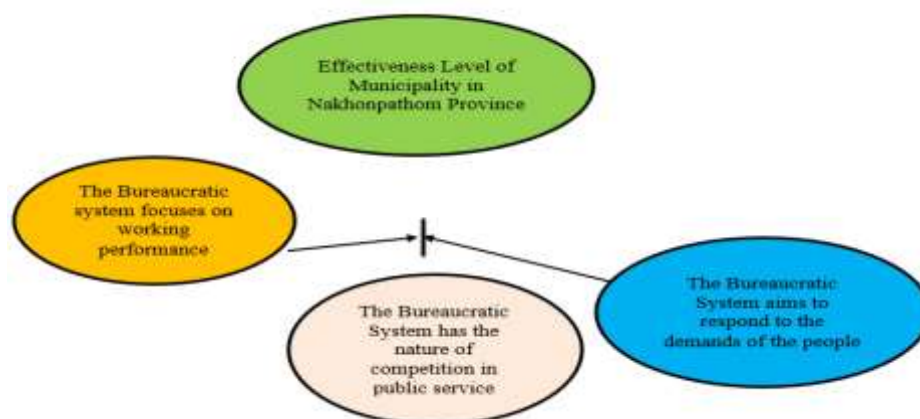 Effectiveness Level of
Municipality in
Nakhonpathom Province
The Bureaucratic
system focuses on
working
performance
The Bureaucratic
System has the
nature of
competition in
public service
The Bureaucratic
System aims to
respond to the
demands of the people